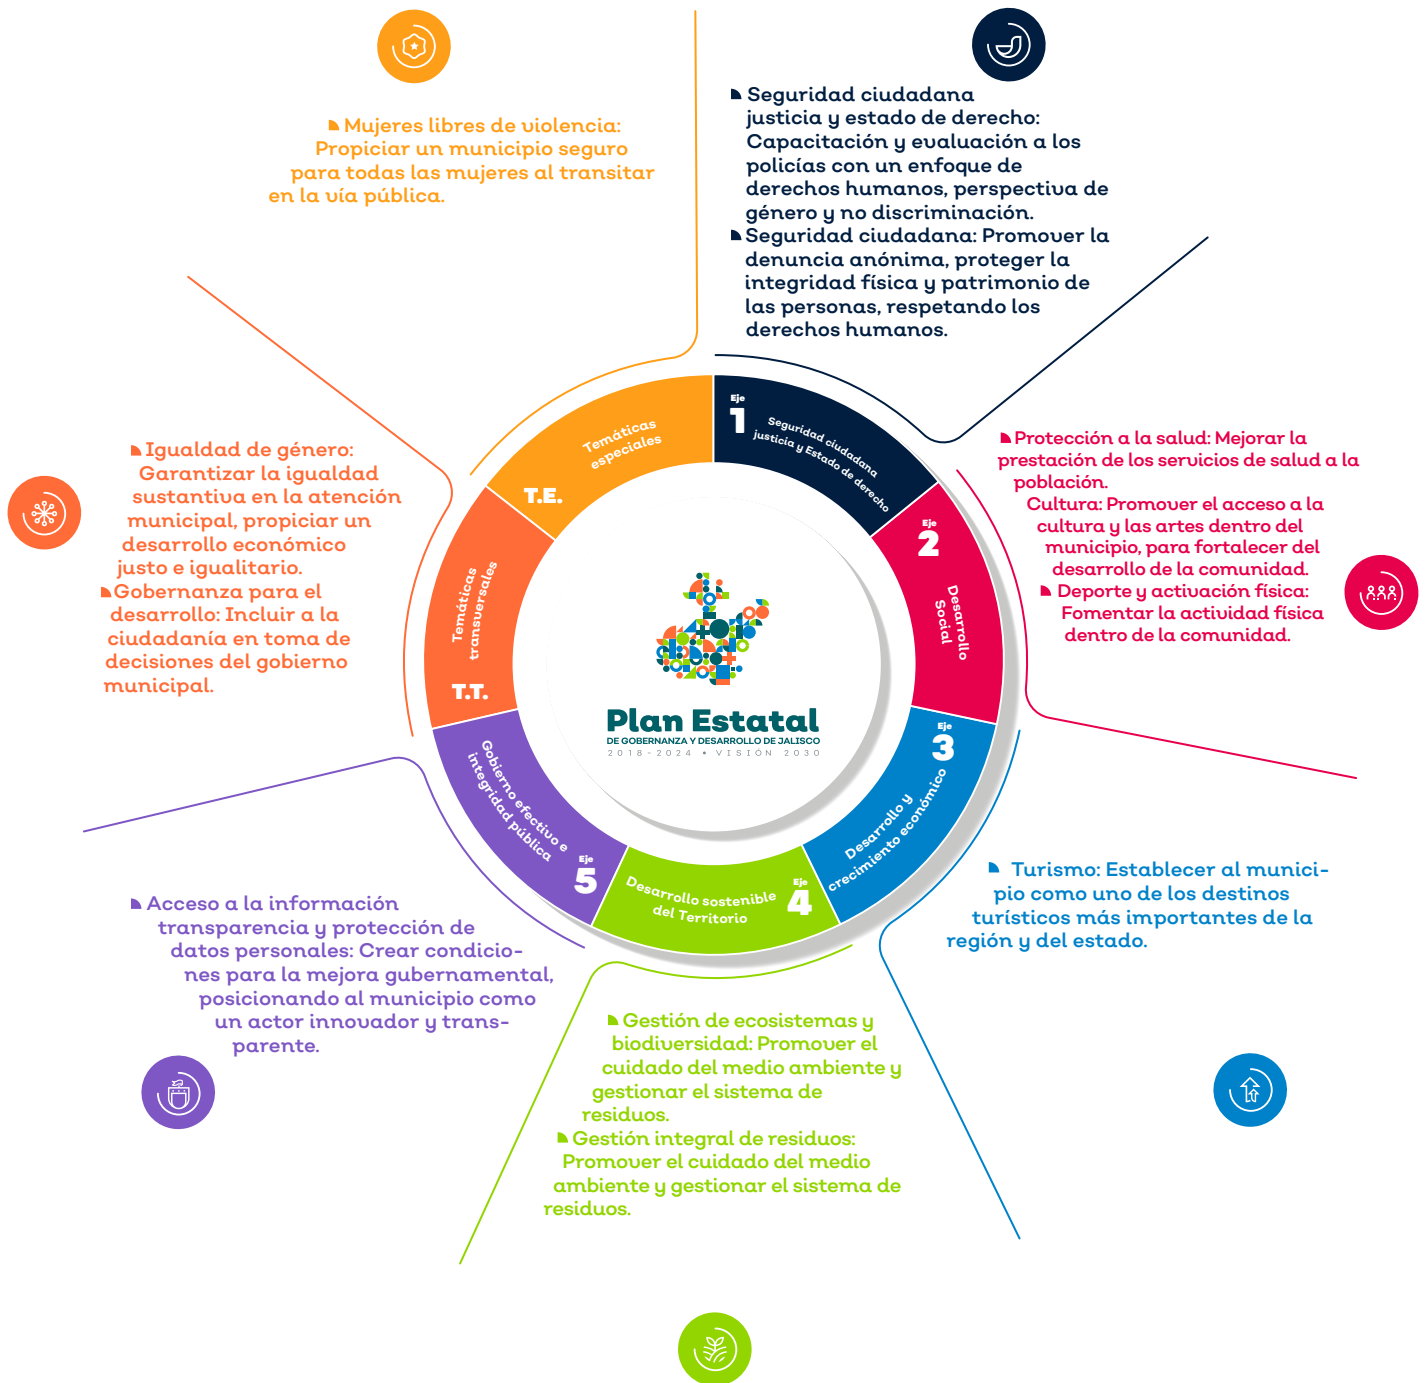 Mujeres libres de violencia:
Propiciar un municipio seguro
para todas las mujeres al transitar
en la vía pública.
Seguridad ciudadana
justicia y estado de derecho:
Capacitación y evaluación a los
policías con un enfoque de
derechos humanos, perspectiva de
género y no discriminación.
Seguridad ciudadana: Promover la
denuncia anónima, proteger la
integridad física y patrimonio de
las personas, respetando los
derechos humanos.
Protección a la salud: Mejorar la
prestación de los servicios de salud a la
población.
Cultura: Promover el acceso a la
cultura y las artes dentro del
municipio, para fortalecer del
desarrollo de la comunidad.
Deporte y activación física:
Fomentar la actividad física
dentro de la comunidad.
Turismo: Establecer al munici-
pio como uno de los destinos
turísticos más importantes de la
región y del estado.
Gestión de ecosistemas y
biodiversidad: Promover el
cuidado del medio ambiente y
gestionar el sistema de
residuos.
Gestión integral de residuos:
Promover el cuidado del medio
ambiente y gestionar el sistema de
residuos.
Acceso a la información
transparencia y protección de
datos personales: Crear condicio-
nes para la mejora gubernamental,
posicionando al municipio como
un actor innovador y trans-
parente.
Igualdad de género:
Garantizar la igualdad
sustantiva en la atención
municipal, propiciar un
desarrollo económico
justo e igualitario.
Gobernanza para el
desarrollo: Incluir a la
ciudadanía en toma de
decisiones del gobierno
municipal.
Temáticas
especiales
T.E.
Eje
1
Seguridad ciudadana
justicia y Estado de derecho
Eje
2
Desarrollo
Social
Eje
3
Desarrollo y
crecimiento económico
Eje
4
Desarrollo sostenible
del Territorio
Eje
5
Gobierno efectivo e
integridad pública
Temáticas
transversales
T.T.
Plan Estatal
DE GOBERNANZA Y DESARROLLO DE JALISCO
2018-2024 • VISIÓN 2030